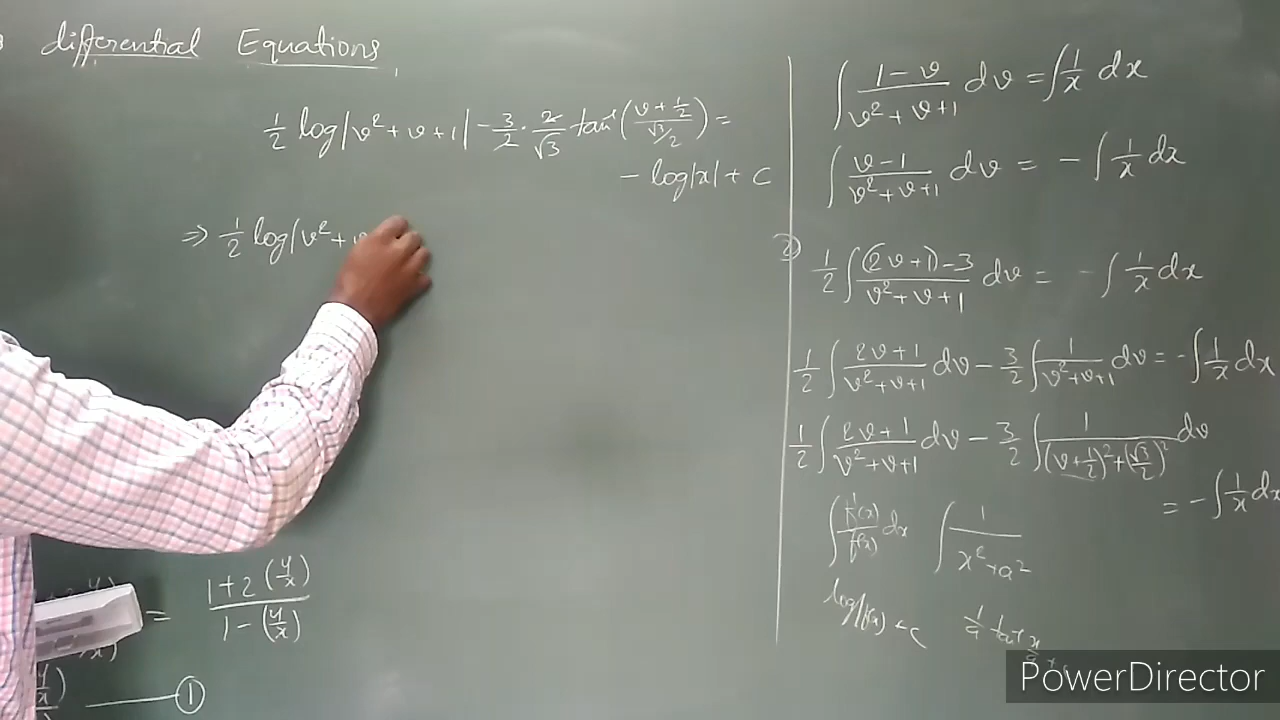 differential Equations
1/2 log|v² + v + 1| - 3/2 · 2/√3 tan⁻¹((v + 1/2)/(√3/2)) =
- log|x| + c
⇒ 1/2 log|v² + v
= (1 + 2(y/x))/(1 - (y/x))
①
∫ (1 - v)/(v² + v + 1) dv = ∫ 1/x dx
∫ (v - 1)/(v² + v + 1) dv = - ∫ 1/x dx
1/2 ∫ ((2v + 1) - 3)/(v² + v + 1) dv = - ∫ 1/x dx
1/2 ∫ (2v + 1)/(v² + v + 1) dv - 3/2 ∫ 1/(v² + v + 1) dv = - ∫ 1/x dx
1/2 ∫ (2v + 1)/(v² + v + 1) dv - 3/2 ∫ 1/((v + 1/2)² + (√3/2)²) dv
= - ∫ 1/x dx
∫ f'(x)/f(x) dx ∫ 1/(x² + a²)
log|f(x)| + c 1/a tan⁻¹ x/a
PowerDirector